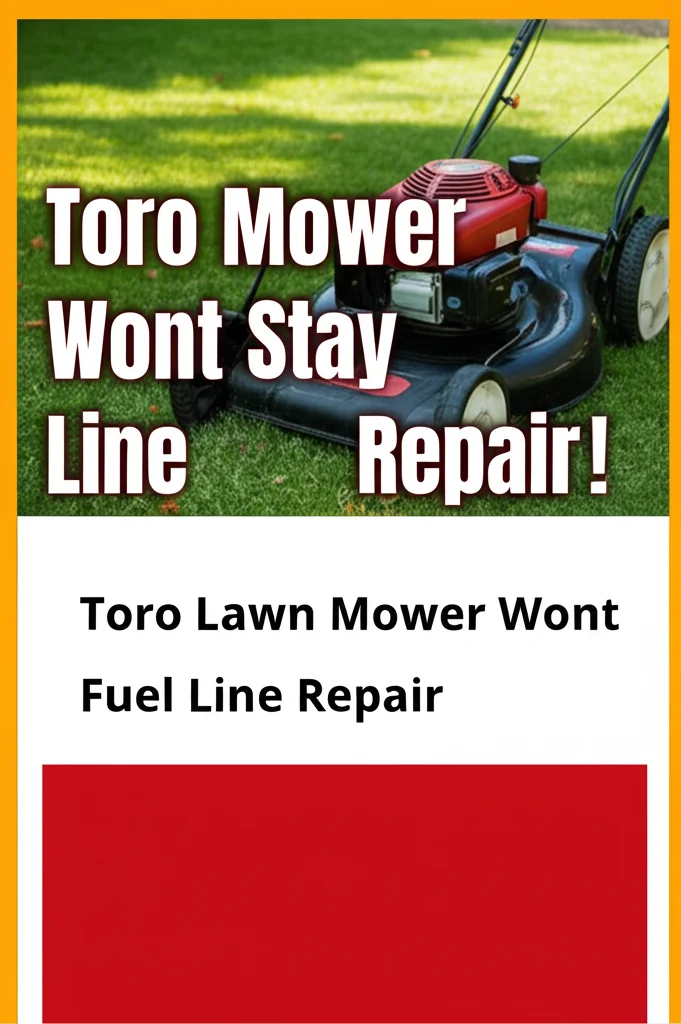 Toro Mower
Wont Stay
Line Repair!
Toro Lawn Mower Wont
Fuel Line Repair